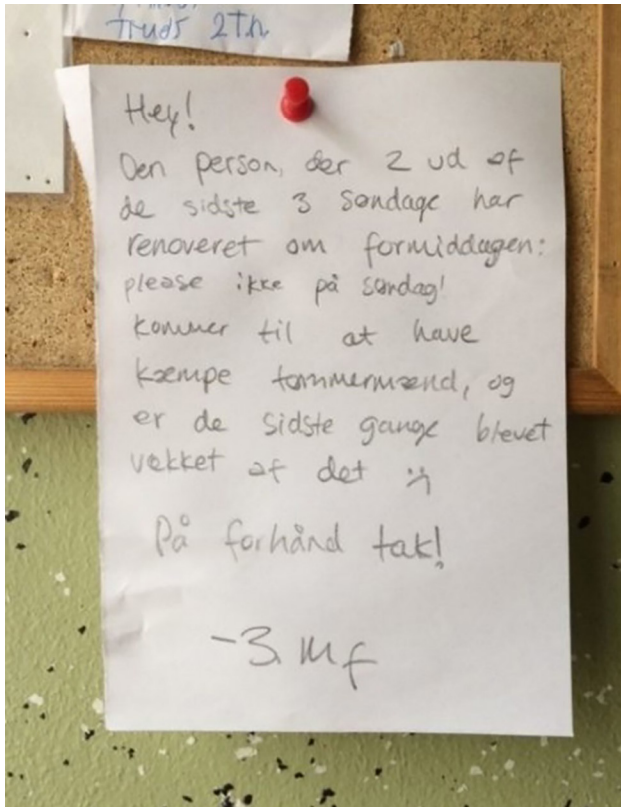 Truds 2Th
Hey!
Den person, der 2 ud af
de sidste 3 søndage har
renoveret om formiddagen:
please ikke på søndag!
Kommer til at have
kæmpe tømmermænd, og
er de sidste gange blevet
vækket af det :(
På forhånd tak!
-3. mf